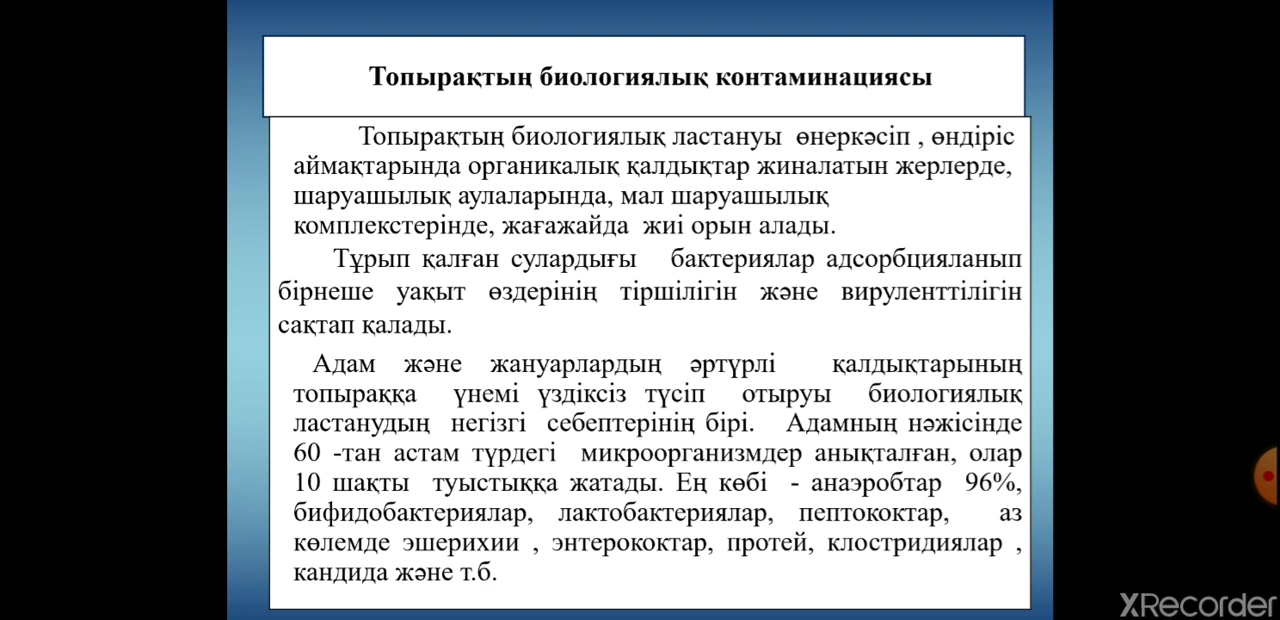 Топырақтың биологиялық контаминациясы
Топырақтың биологиялық ластануы өнеркәсіп , өндіріс
аймақтарында органикалық қалдықтар жиналатын жерлерде,
шаруашылық аулаларында, мал шаруашылық
комплекстерінде, жағажайда жиі орын алады.
Тұрып қалған сулардығы бактериялар адсорбцияланып
бірнеше уақыт өздерінің тіршілігін және вируленттілігін
сақтап қалады.
Адам және жануарлардың әртүрлі қалдықтарының
топыраққа үнемі үздіксіз түсіп отыруы биологиялық
ластанудың негізгі себептерінің бірі. Адамның нәжісінде
60 -тан астам түрдегі микроорганизмдер анықталған, олар
10 шақты туыстыққа жатады. Ең көбі - анаэробтар 96%,
бифидобактериялар, лактобактериялар, пептококтар, аз
көлемде эшерихии , энтерококтар, протей, клостридиялар ,
кандида және т.б.
XRecorder